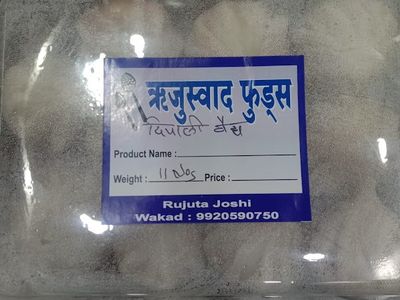 ऋजुस्वाद फुड्स
दिपाली वैद्य
Product Name :
Weight : 11 Nos Price :
Rujuta Joshi
Wakad : 9920590750